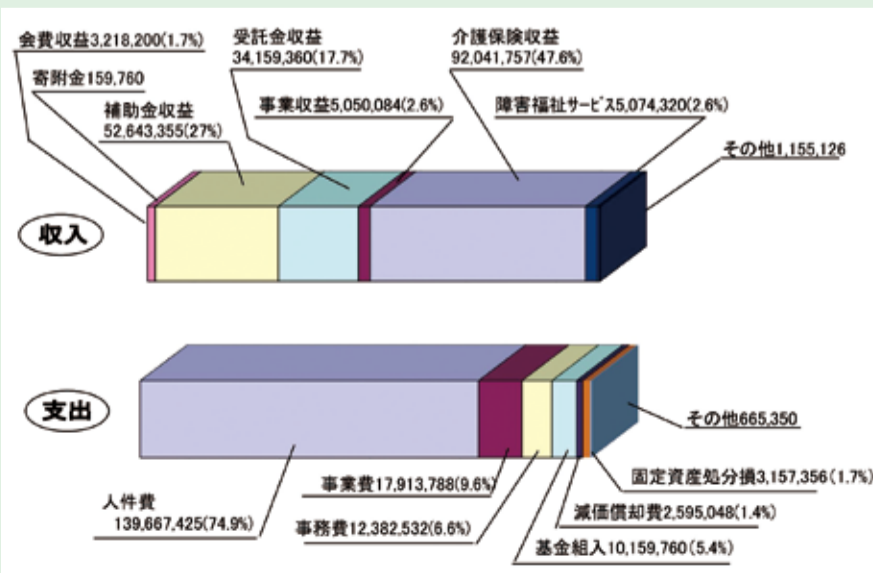 会費収益3,218,200(1.7%)
寄附金159,760
補助金収益
52,643,355(27%)
受託金収益
34,159,360(17.7%)
事業収益5,050,084(2.6%)
介護保険収益
92,041,757(47.6%)
障害福祉サービス5,074,320(2.6%)
その他1,155,126
収入
支出
人件費
139,667,425(74.9%)
事業費17,913,788(9.6%)
事務費12,382,532(6.6%)
その他665,350
固定資産処分損3,157,356(1.7%)
減価償却費2,595,048(1.4%)
基金組入10,159,760(5.4%)